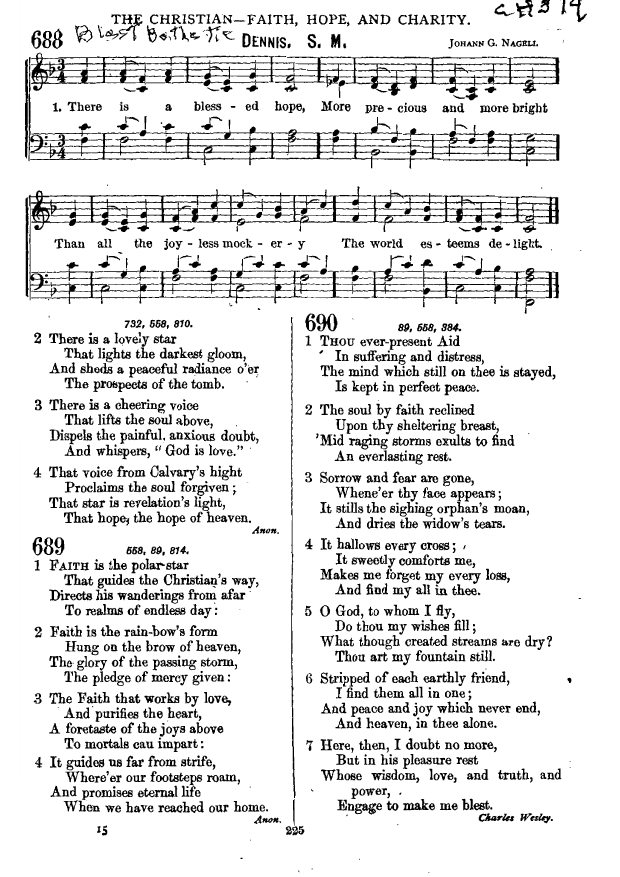 THE CHRISTIAN—FAITH, HOPE, AND CHARITY.
688 Blest Be the tie DENNIS. S. M. JOHANN G. NAGELI.
1. There is a bless - ed hope, More pre - cious and more bright
Than all the joy - less mock - er - y The world es - teems de - light.
732, 558, 810.
2 There is a lovely star
That lights the darkest gloom,
And sheds a peaceful radiance o'er
The prospects of the tomb.
3 There is a cheering voice
That lifts the soul above,
Dispels the painful, anxious doubt,
And whispers, "God is love."
4 That voice from Calvary's hight
Proclaims the soul forgiven;
That star is revelation's light,
That hope, the hope of heaven.
Anon.
689 558, 89, 814.
1 FAITH is the polar-star
That guides the Christian's way,
Directs his wanderings from afar
To realms of endless day:
2 Faith is the rain-bow's form
Hung on the brow of heaven,
The glory of the passing storm,
The pledge of mercy given:
3 The Faith that works by love,
And purifies the heart,
A foretaste of the joys above
To mortals cau impart:
4 It guides us far from strife,
Where'er our footsteps roam,
And promises eternal life
When we have reached our home.
Anon.
15
690 89, 558, 384.
1 THOU ever-present Aid
In suffering and distress,
The mind which still on thee is stayed,
Is kept in perfect peace.
2 The soul by faith reclined
Upon thy sheltering breast,
'Mid raging storms exults to find
An everlasting rest.
3 Sorrow and fear are gone,
Whene'er thy face appears;
It stills the sighing orphan's moan,
And dries the widow's tears.
4 It hallows every cross;
It sweetly comforts me,
Makes me forget my every loss,
And find my all in thee.
5 O God, to whom I fly,
Do thou my wishes fill;
What though created streams are dry?
Thou art my fountain still.
6 Stripped of each earthly friend,
I find them all in one;
And peace and joy which never end,
And heaven, in thee alone.
7 Here, then, I doubt no more,
But in his pleasure rest
Whose wisdom, love, and truth, and
power,
Engage to make me blest.
Charles Wesley.
225